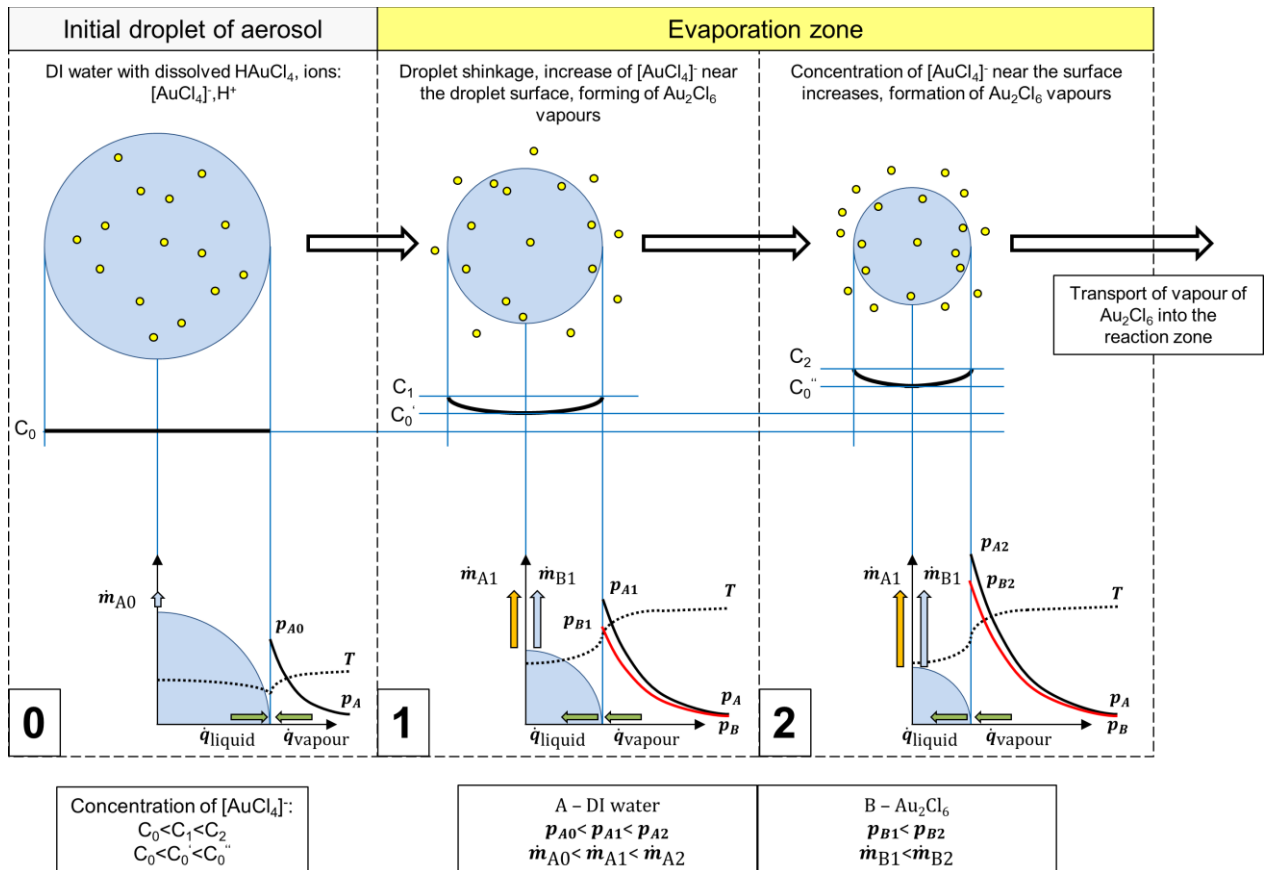 Initial droplet of aerosol
Evaporation zone
DI water with dissolved HAuCl₄, ions:
[AuCl₄]⁻,H⁺
Droplet shinkage, increase of [AuCl₄]⁻ near
the droplet surface, forming of Au₂Cl₆
vapours
Concentration of [AuCl₄]⁻ near the surface
increases, formation of Au₂Cl₆ vapours
Transport of vapour of
Au₂Cl₆ into the
reaction zone
C₀
C₁
C₀'
C₂
C₀''
ṁA0
pA0
T
pA
q̇liquid
q̇vapour
0
ṁA1
ṁB1
pA1
pB1
T
pA
pB
q̇liquid
q̇vapour
1
ṁA1
ṁB1
pA2
pB2
T
pA
pB
q̇liquid
q̇vapour
2
Concentration of [AuCl₄]⁻:
C₀<C₁<C₂
C₀<C₀'<C₀''
A – DI water
pA0< pA1< pA2
ṁA0< ṁA1< ṁA2
B – Au₂Cl₆
pB1< pB2
ṁB1<ṁB2